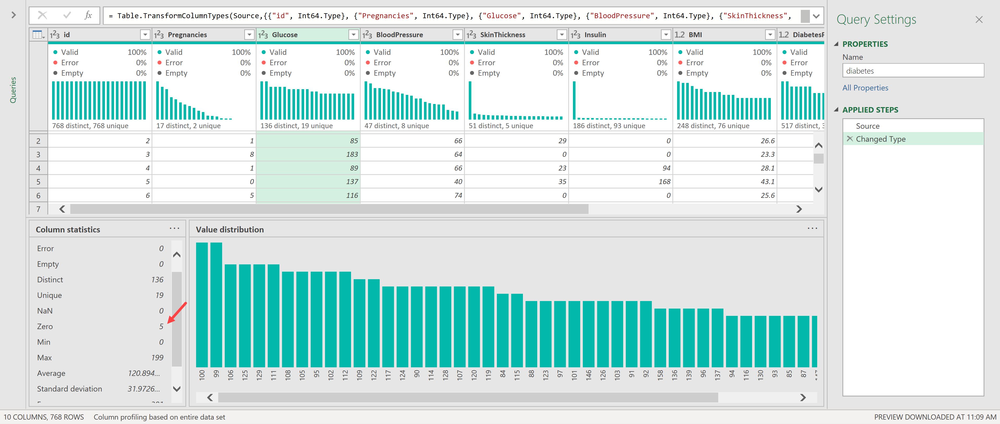 = Table.TransformColumnTypes(Source,{{"id", Int64.Type}, {"Pregnancies", Int64.Type}, {"Glucose", Int64.Type}, {"BloodPressure", Int64.Type}, {"SkinThickness",
Query Settings
Queries
1²3 id 1²3 Pregnancies 1²3 Glucose 1²3 BloodPressure 1²3 SkinThickness 1²3 Insulin 1.2 BMI 1.2
Valid 100% Valid 100% Valid 100% Valid 100% Valid 100% Valid 100% Valid 100% Valid
Error 0% Error 0% Error 0% Error 0% Error 0% Error 0% Error 0% Error
Empty 0% Empty 0% Empty 0% Empty 0% Empty 0% Empty 0% Empty 0% Empty
768 distinct, 768 unique 17 distinct, 2 unique 136 distinct, 19 unique 47 distinct, 8 unique 51 distinct, 5 unique 186 distinct, 93 unique 248 distinct, 76 unique 517 distinct,
2 2 1 85 66 29 0 26.6
3 3 8 183 64 0 0 23.3
4 4 1 89 66 23 94 28.1
5 5 0 137 40 35 168 43.1
6 6 5 116 74 0 0 25.6
7
PROPERTIES
Name
diabetes
All Properties
APPLIED STEPS
Source
Changed Type
Column statistics
Error 0
Empty 0
Distinct 136
Unique 19
NaN 0
Zero 5
Min 0
Max 199
Average 120.894...
Standard deviation 31.9726...
Value distribution
100 99 106 125 129 111 108 105 95 102 112 109 122 117 124 90 114 128 107 120 119 84 115 88 123 97 101 146 126 103 91 92 158 136 139 96 137 94 116 130 93 85 87
10 COLUMNS, 768 ROWS Column profiling based on entire data set
PREVIEW DOWNLOADED AT 11:09 AM